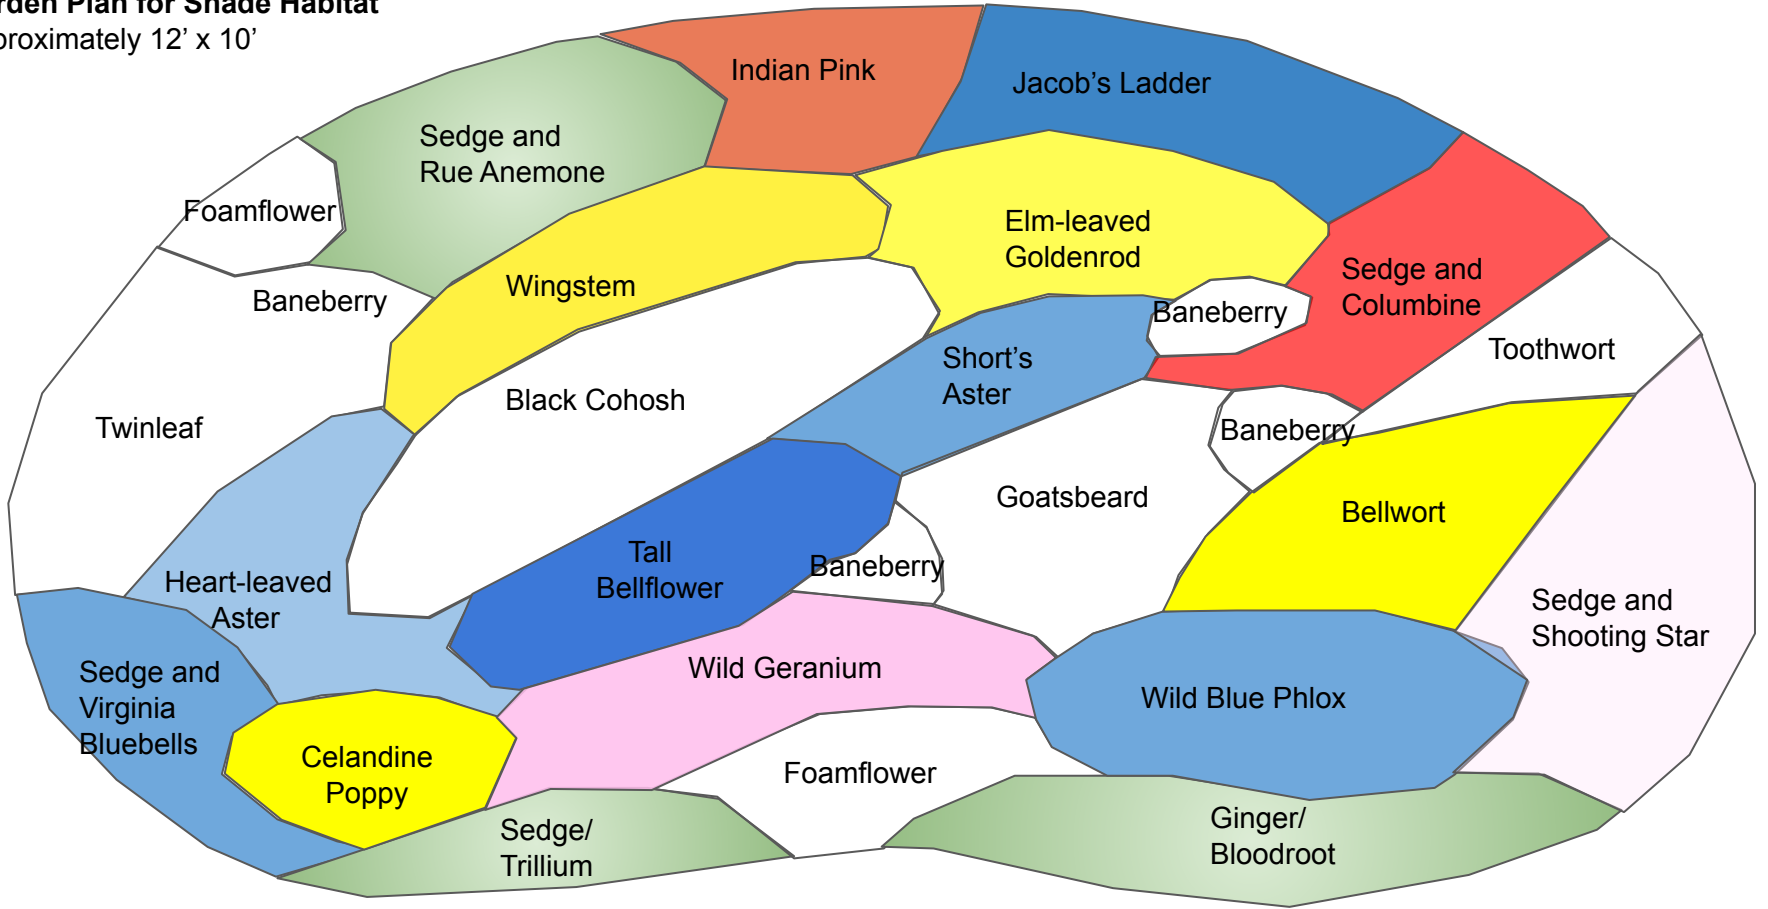 rden Plan for Shade Habitat
proximately 12’ x 10’
Indian Pink
Jacob’s Ladder
Sedge and
Rue Anemone
Foamflower
Elm-leaved
Goldenrod
Sedge and
Columbine
Wingstem
Baneberry
Baneberry
Toothwort
Short’s
Aster
Black Cohosh
Twinleaf
Baneberry
Goatsbeard
Bellwort
Tall
Bellflower
Baneberry
Heart-leaved
Aster
Sedge and
Shooting Star
Sedge and
Virginia
Bluebells
Wild Geranium
Wild Blue Phlox
Celandine
Poppy
Foamflower
Sedge/
Trillium
Ginger/
Bloodroot